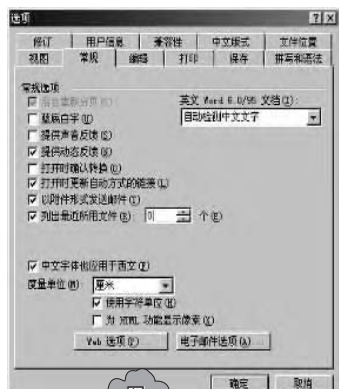 选项
修订 用户信息 兼容性 中文版式 文件位置
视图 常规 编辑 打印 保存 拼写和语法
常规选项
英文 Word 6.0/95 文档(I):
自动检测中文文字
蓝底白字(U)
提供声音反馈(S)
提供动态反馈(N)
打开时确认转换(O)
打开时更新自动方式的链接(L)
以附件形式发送邮件(T)
列出最近所用文件(R) 个(E)
中文字体也应用于西文(Z)
度量单位(M) 厘米
使用字符单位(H)
为 HTML 功能显示像素(X)
Web 选项(P) 电子邮件选项(A)
确定 取消